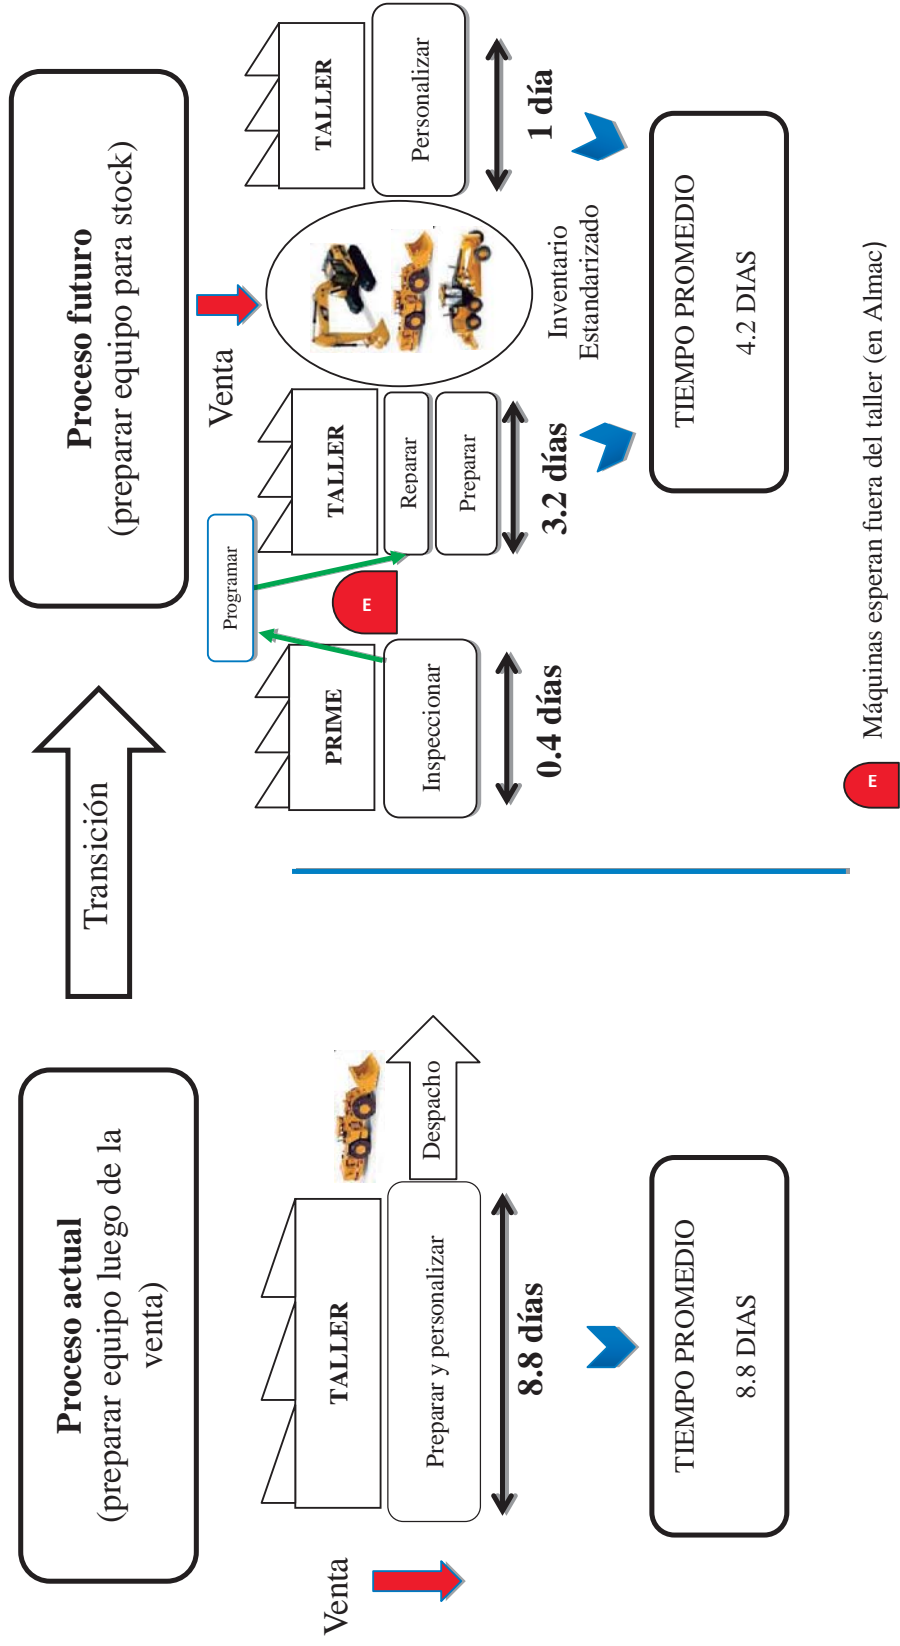 Proceso actual
(preparar equipo luego de la
venta)
Transición
Proceso futuro
(preparar equipo para stock)
Venta
TALLER
Preparar y personalizar
Despacho
8.8 días
TIEMPO PROMEDIO
8.8 DIAS
PRIME
Inspeccionar
0.4 días
Programar
E
TALLER
Reparar
Preparar
3.2 días
Venta
Inventario
Estandarizado
TALLER
Personalizar
1 día
TIEMPO PROMEDIO
4.2 DIAS
E
Máquinas esperan fuera del taller (en Almac)